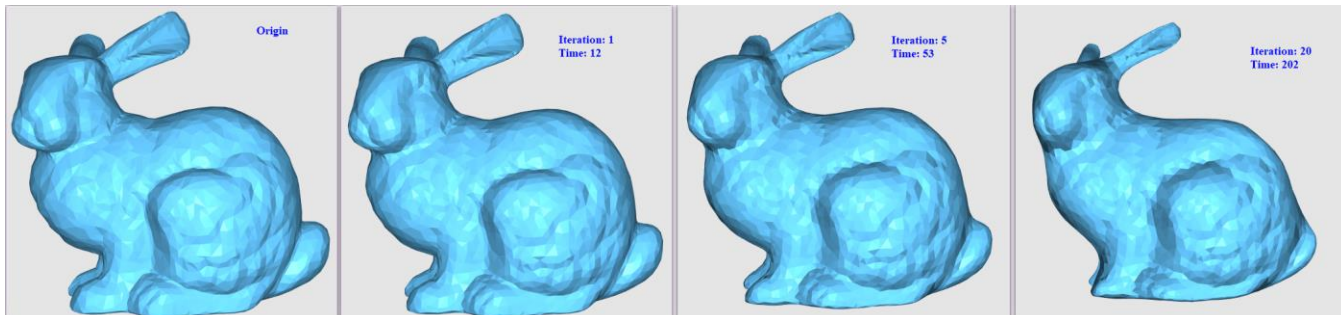 Origin
Iteration: 1
Time: 12
Iteration: 5
Time: 53
Iteration: 20
Time: 202